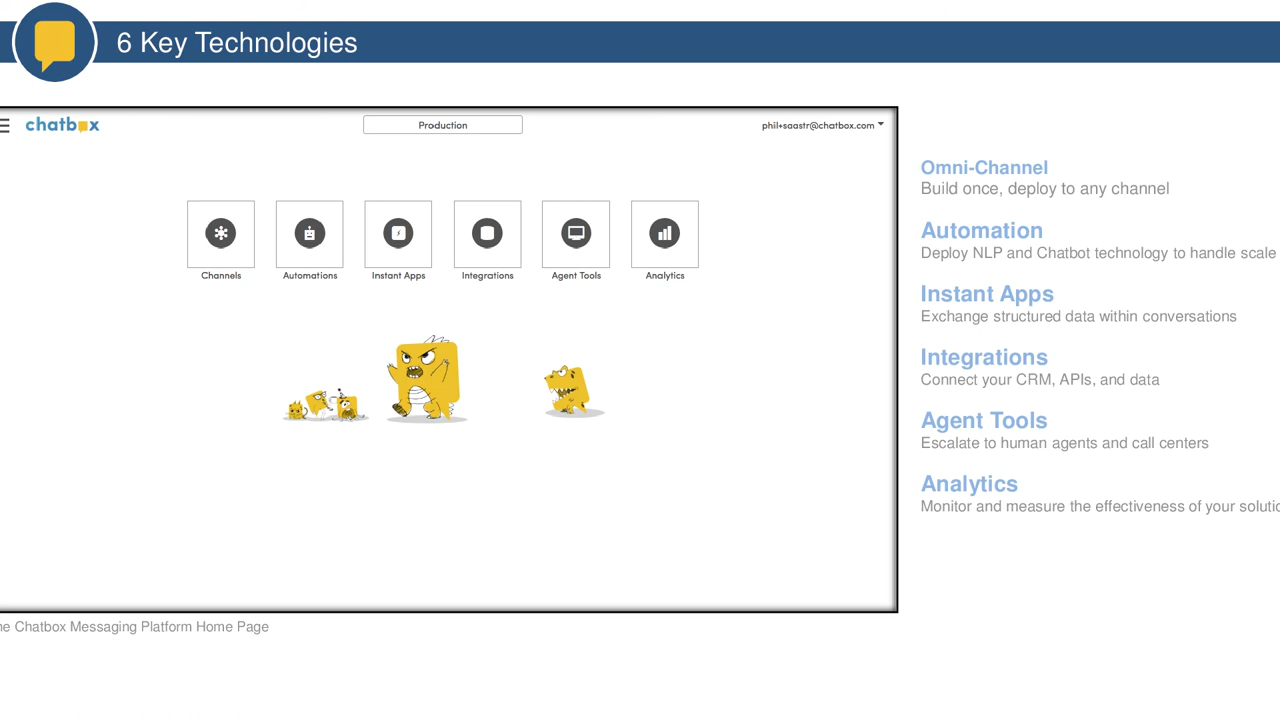 6 Key Technologies
chatbox
Production
phil+saastr@chatbox.com
Channels
Automations
Instant Apps
Integrations
Agent Tools
Analytics
Omni-Channel
Build once, deploy to any channel
Automation
Deploy NLP and Chatbot technology to handle scale
Instant Apps
Exchange structured data within conversations
Integrations
Connect your CRM, APIs, and data
Agent Tools
Escalate to human agents and call centers
Analytics
Monitor and measure the effectiveness of your
Chatbox Messaging Platform Home Page